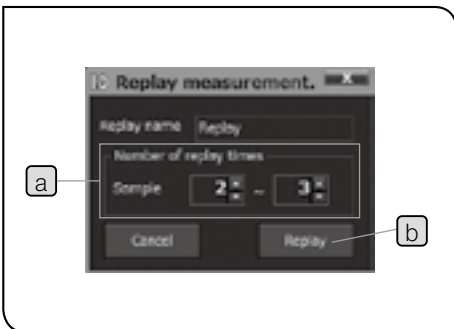 Replay measurement.
Replay name Replay
Number of replay times
a
Sample 2 ~ 3
Cancel Replay
b